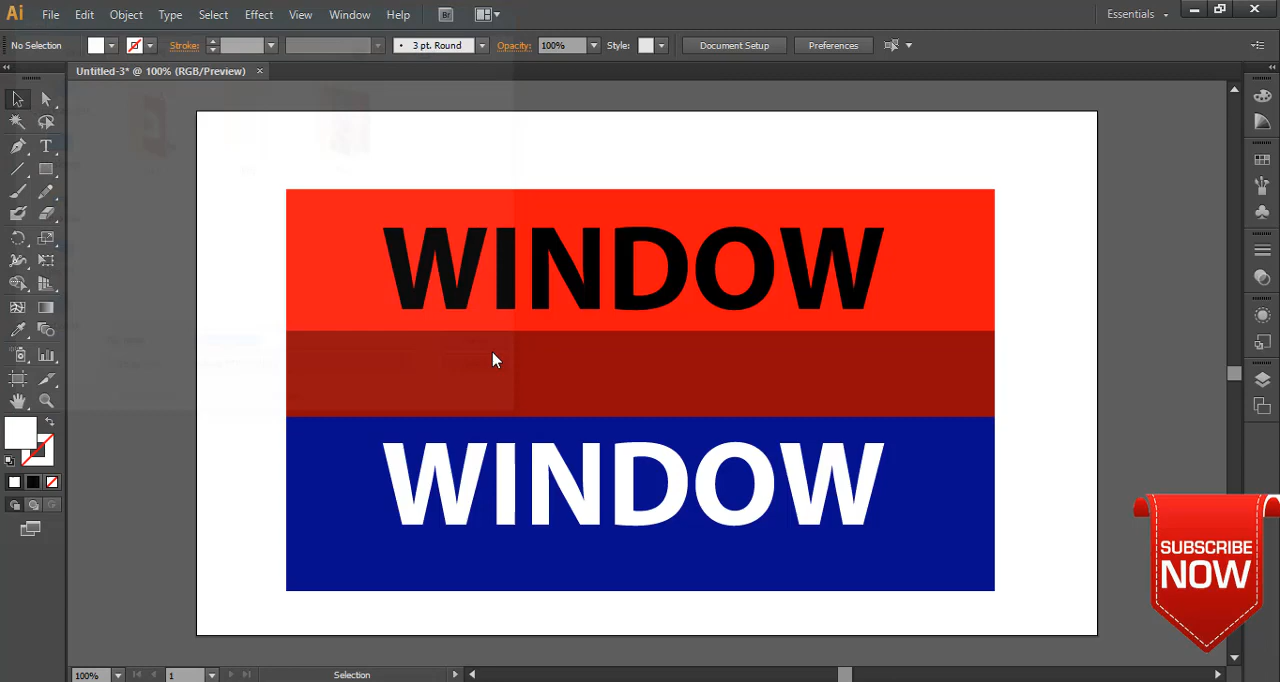 Ai File Edit Object Type Select Effect View Window Help Br Essentials
No Selection Stroke: 3 pt. Round Opacity: 100% Style: Document Setup Preferences
Untitled-3* @ 100% (RGB/Preview)
WINDOW
WINDOW
SUBSCRIBE
NOW
100% 1 Selection